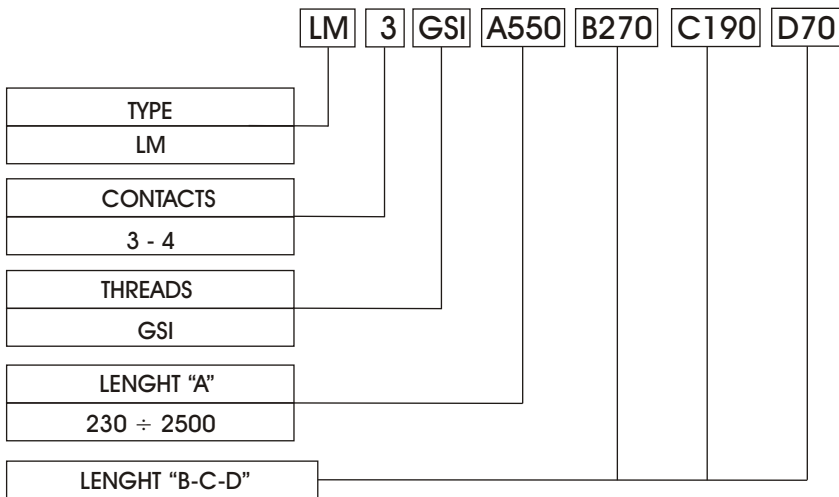 LM 3 GSI A550 B270 C190 D70
TYPE
LM
CONTACTS
3 - 4
THREADS
GSI
LENGHT “A”
230 ÷ 2500
LENGHT “B-C-D”